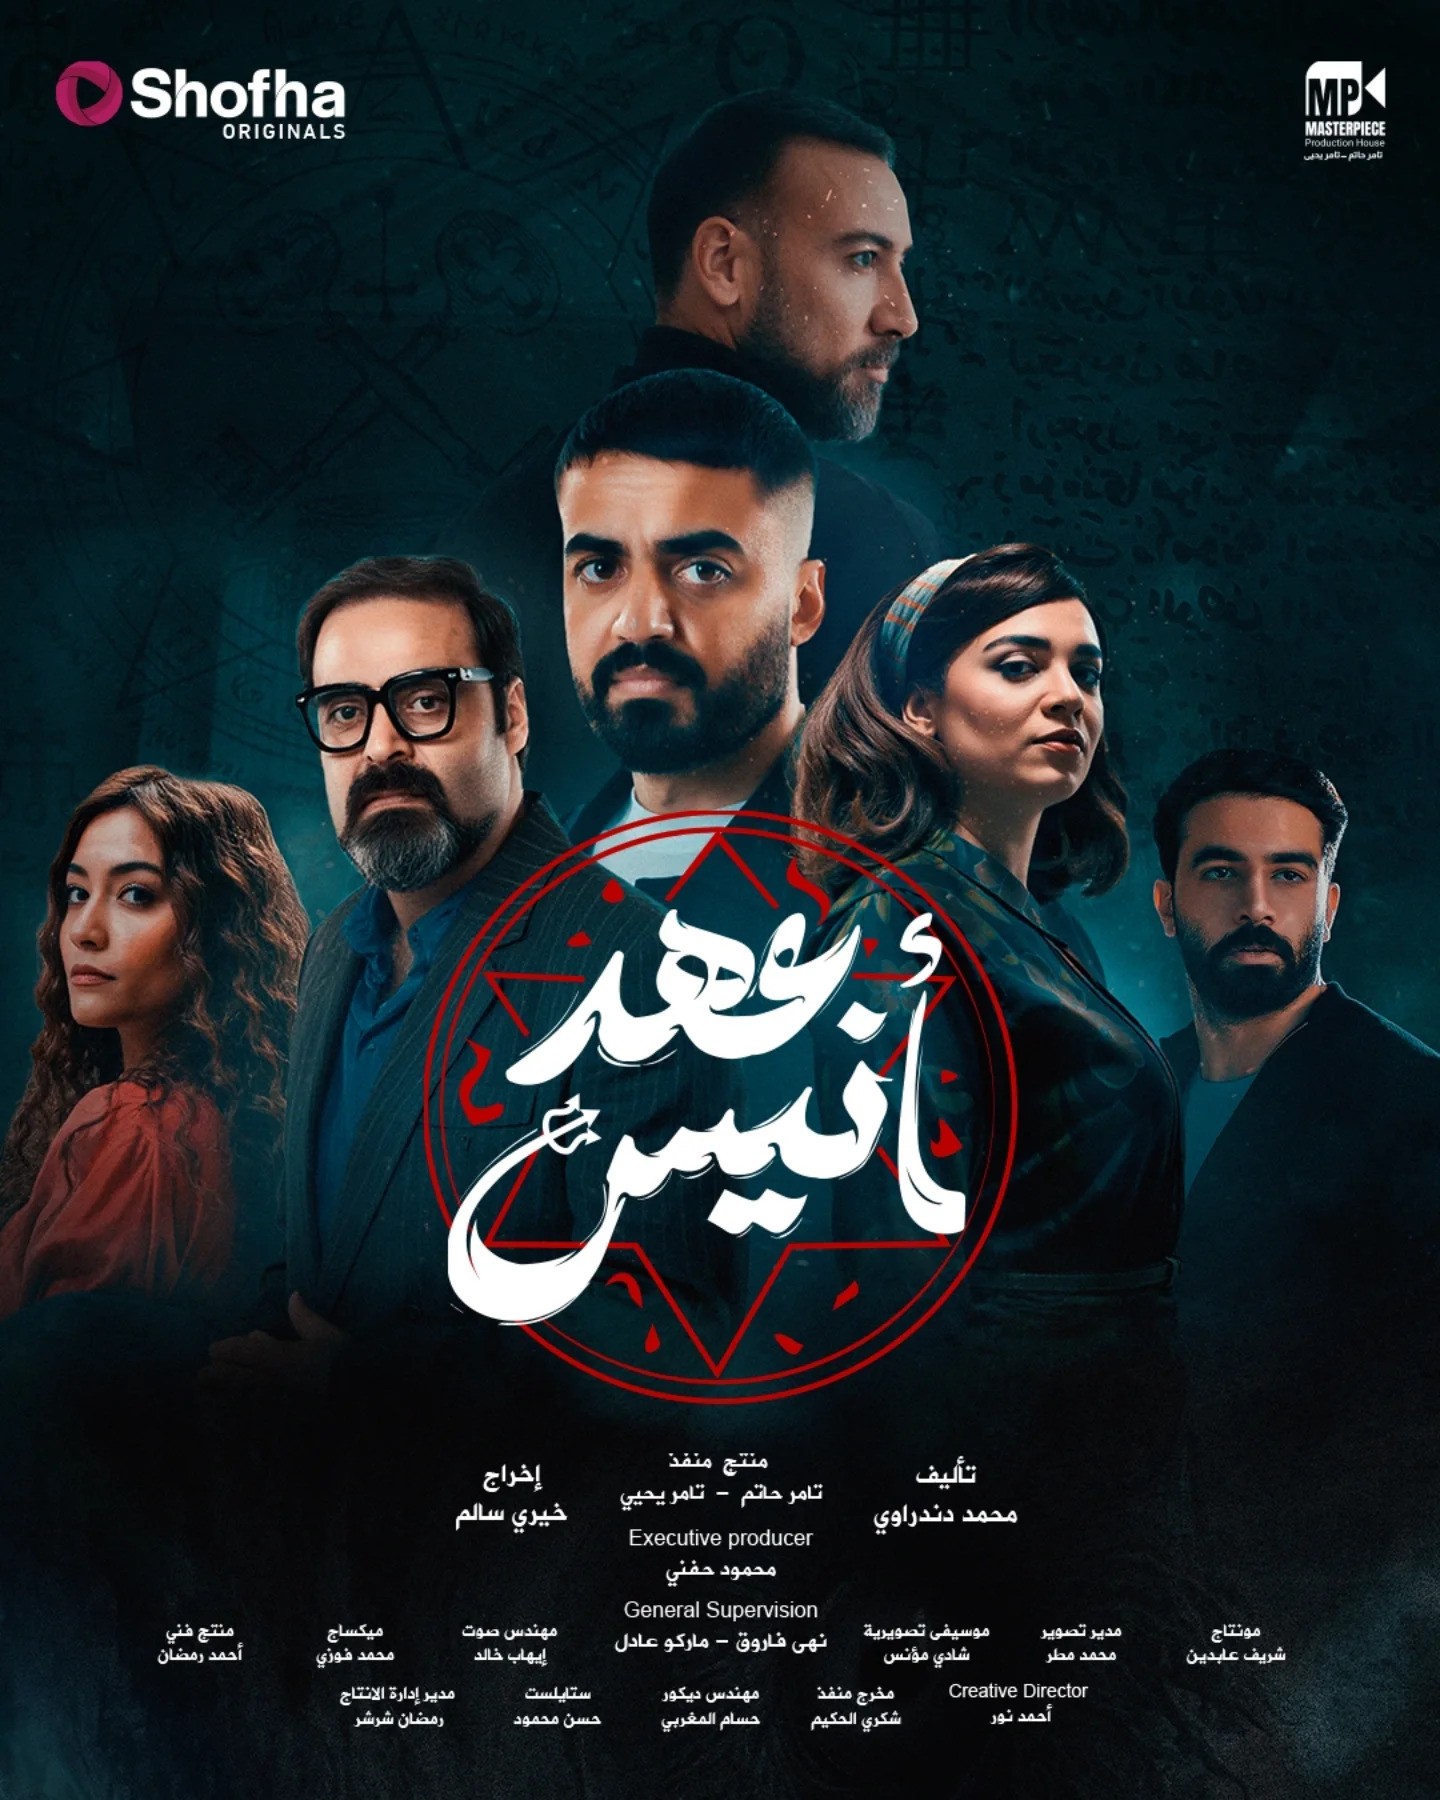 Shofha
ORIGINALS
MP
MASTERPIECE
Production House
تامر حاتم - تامر يحيى
عهد
أنيس
تأليف
محمد دندراوي
منتج منفذ
تامر حاتم - تامر يحيي
إخراج
خيري سالم
Executive producer
محمود حفني
General Supervision
نهى فاروق - ماركو عادل
مونتاج
شريف عابدين
مدير تصوير
محمد مطر
موسيقى تصويرية
شادي مؤنس
مهندس صوت
إيهاب خالد
ميكساج
محمد فوزي
منتج فني
أحمد رمضان
Creative Director
أحمد نور
مخرج منفذ
شكري الحكيم
مهندس ديكور
حسام المغربي
ستايلست
حسن محمود
مدير إدارة الانتاج
رمضان شرشر